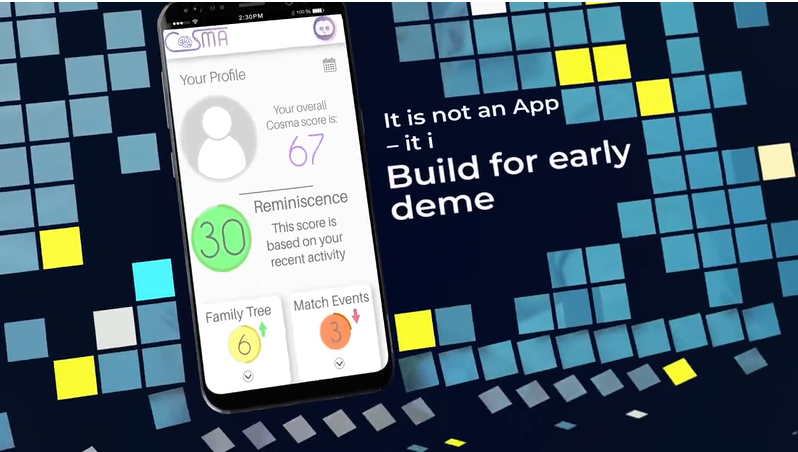 2:30PM
100 %
COSMA
Your Profile
Your overall
Cosma score is:
67
Reminiscence
30
This score is
based on your
recent activity
Family Tree
6
Match Events
3
It is not an App
– it i
Build for early
deme